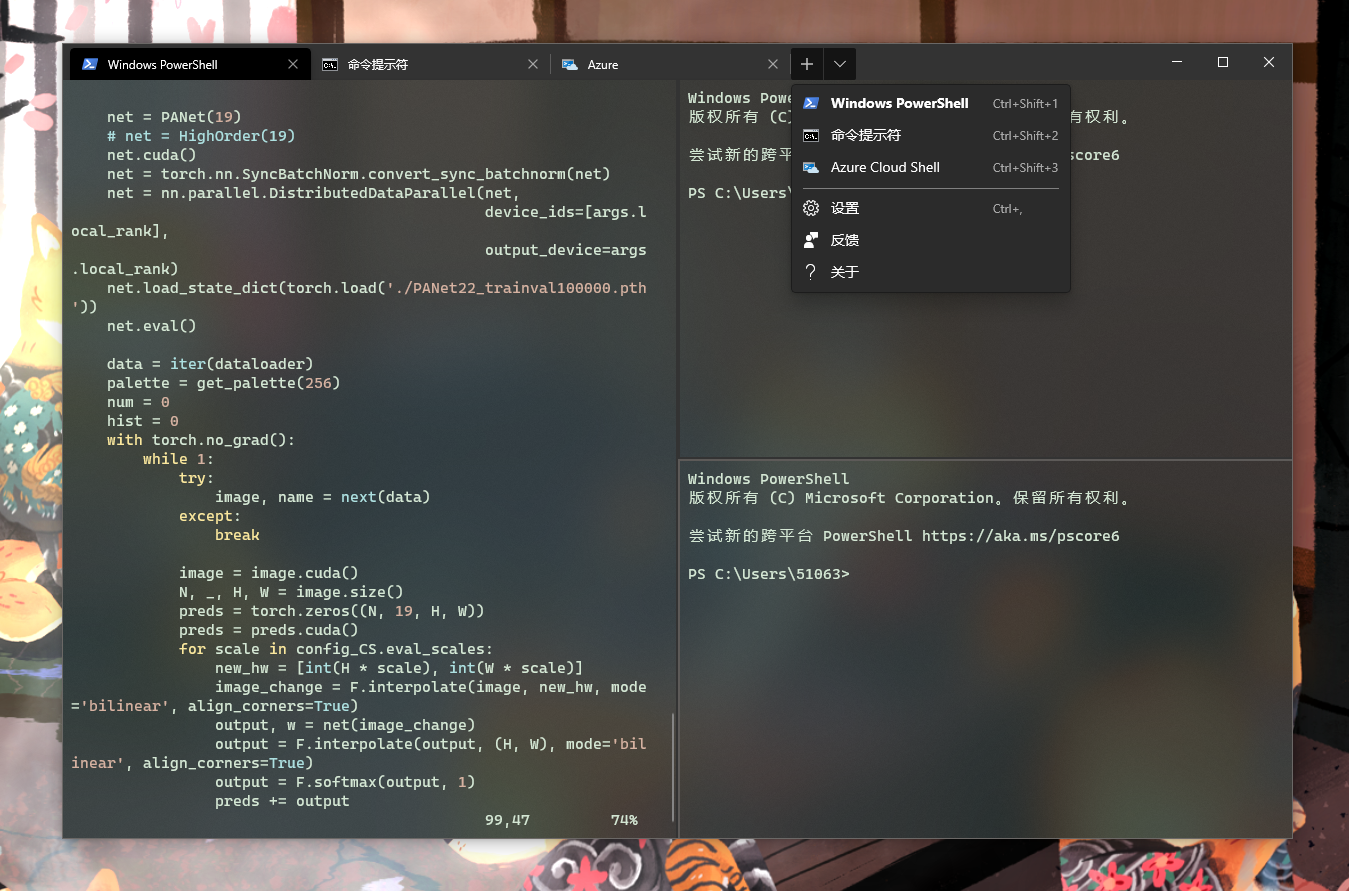 Windows PowerShell
命令提示符
Azure
net = PANet(19)
# net = HighOrder(19)
net.cuda()
net = torch.nn.SyncBatchNorm.convert_sync_batchnorm(net)
net = nn.parallel.DistributedDataParallel(net,
device_ids=[args.l
ocal_rank],
output_device=args
.local_rank)
net.load_state_dict(torch.load('./PANet22_trainval100000.pth
'))
net.eval()
data = iter(dataloader)
palette = get_palette(256)
num = 0
hist = 0
with torch.no_grad():
while 1:
try:
image, name = next(data)
except:
break
image = image.cuda()
N, _, H, W = image.size()
preds = torch.zeros((N, 19, H, W))
preds = preds.cuda()
for scale in config_CS.eval_scales:
new_hw = [int(H * scale), int(W * scale)]
image_change = F.interpolate(image, new_hw, mode
='bilinear', align_corners=True)
output, w = net(image_change)
output = F.interpolate(output, (H, W), mode='bil
inear', align_corners=True)
output = F.softmax(output, 1)
preds += output
99,47 74%
Windows Powe
版权所有 (C) 有权利。
尝试新的跨平 score6
PS C:\Users\
Windows PowerShell Ctrl+Shift+1
命令提示符 Ctrl+Shift+2
Azure Cloud Shell Ctrl+Shift+3
设置 Ctrl+,
反馈
关于
Windows PowerShell
版权所有 (C) Microsoft Corporation。保留所有权利。
尝试新的跨平台 PowerShell https://aka.ms/pscore6
PS C:\Users\51063>